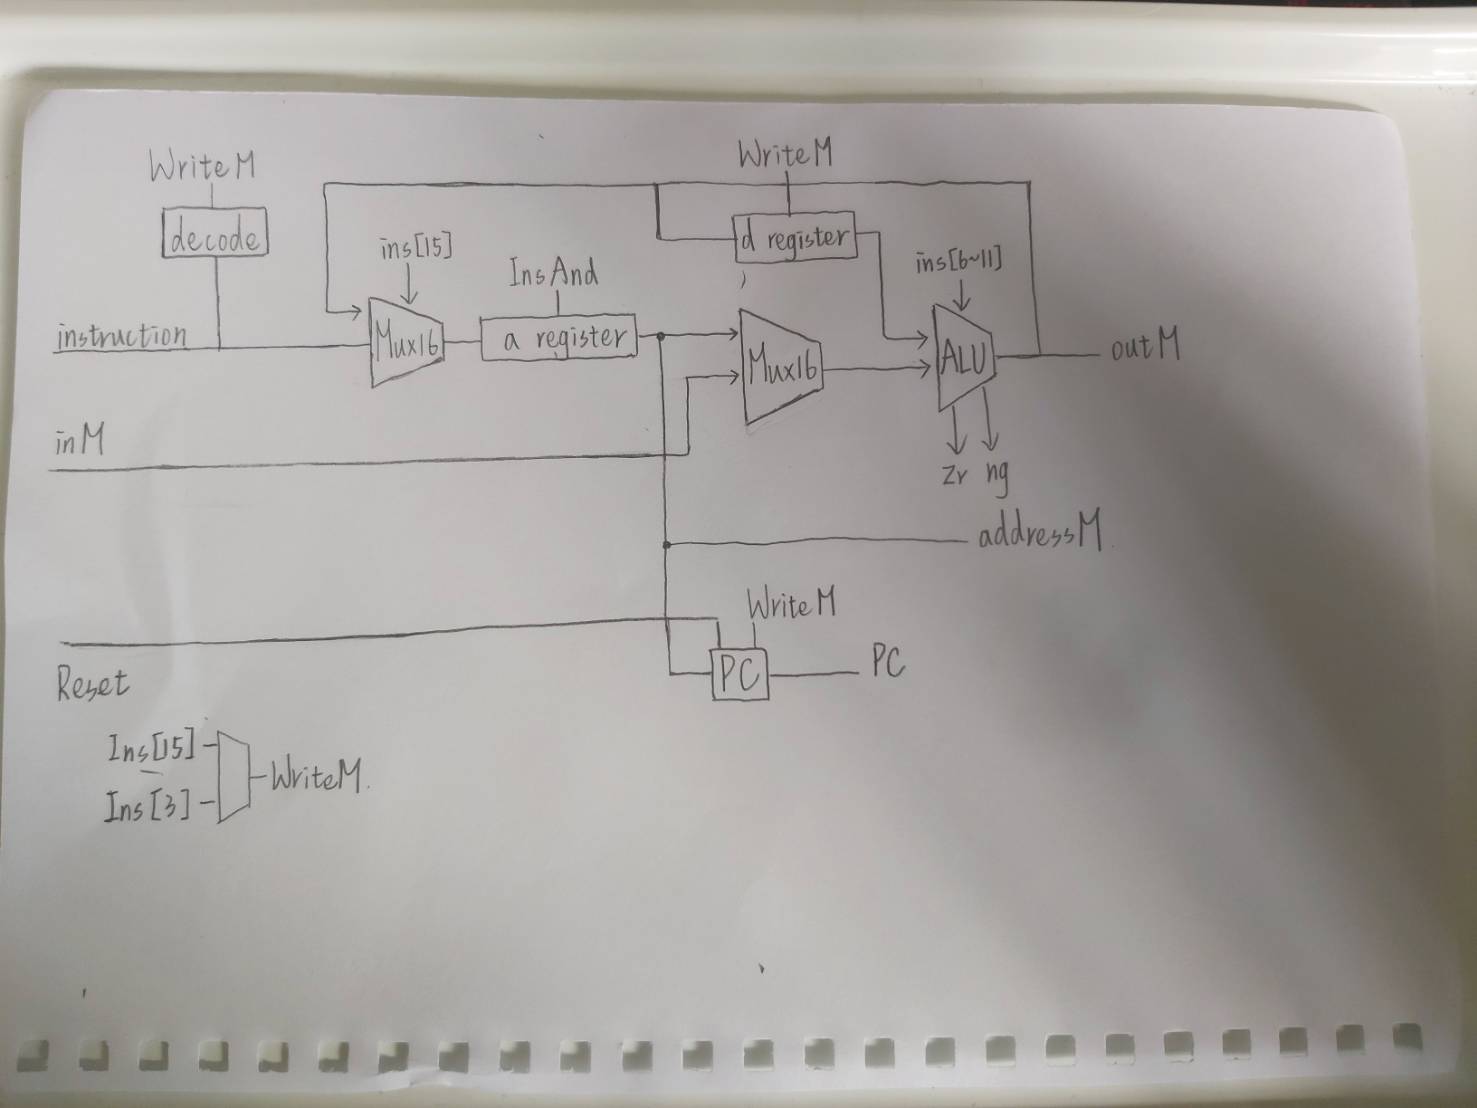 WriteM
WriteM
decode
d register
ins[15]
ins[6~11]
InsAnd
instruction
Mux16
a register
Mux16
ALU
outM
inM
zr ng
addressM
WriteM
Reset
PC
PC
Ins[15]
WriteM.
Ins[3]